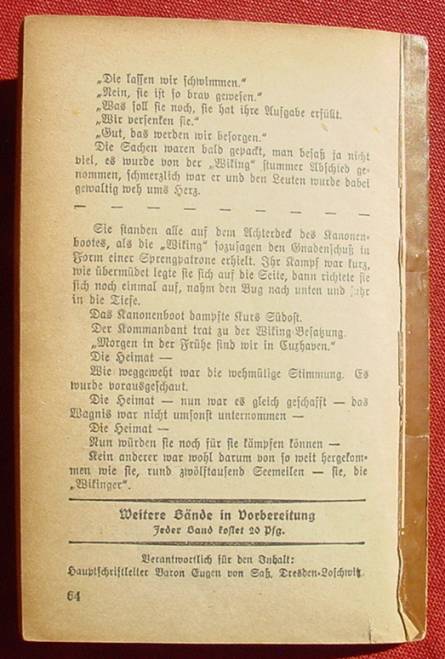 „Die lassen wir schwimmen.“
„Nein, sie ist so brav gewesen.“
„Was soll sie noch, sie hat ihre Aufgabe erfüllt.
„Wir versenken sie.“
„Gut, das werden wir besorgen.“
Die Sachen waren bald gepackt, man besaß ja nicht
viel, es wurde von der „Wiking“ stummer Abschied ge-
nommen, schmerzlich war er und den Leuten wurde dabei
gewaltig weh ums Herz.
— — — — — — — — —
Sie standen alle auf dem Achterdeck des Kanonen-
bootes, als die „Wiking“ sozusagen den Gnadenschuß in
Form einer Sprengpatrone erhielt. Ihr Kampf war kurz,
wie übermüdet legte sie sich auf die Seite, dann richtete sie
sich noch einmal auf, nahm den Bug nach unten und fuhr
in die Tiefe.
Das Kanonenboot dampfte Kurs Südost.
Der Kommandant trat zu der Wiking-Besatzung.
„Morgen in der Frühe sind wir in Cuxhaven.“
Die Heimat —
Wie weggeweht war die wehmütige Stimmung. Es
wurde vorausgeschaut.
Die Heimat — nun war es gleich geschafft — das
Wagnis war nicht umsonst unternommen —
Die Heimat —
Nun würden sie noch für sie kämpfen können —
Kein anderer war wohl darum von so weit hergekom-
men wie sie, rund zwölftausend Seemeilen — sie, die
„Wikinger“.
Weitere Bände in Vorbereitung
Jeder Band kostet 20 Pfg.
Verantwortlich für den Inhalt:
Hauptschriftleiter Baron Eugen von Saß, Dresden-Loschwitz.
64